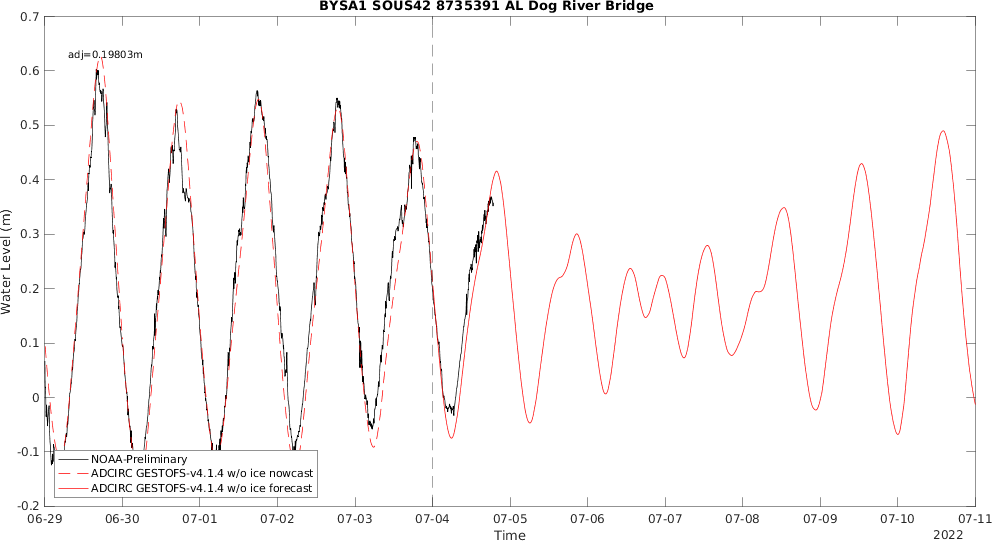 BYSA1 SOUS42 8735391 AL Dog River Bridge
adj=0.19803m
0.7
0.6
0.5
0.4
0.3
0.2
0.1
0
-0.1
-0.2
Water Level (m)
NOAA-Preliminary
ADCIRC GESTOFS-v4.1.4 w/o ice nowcast
ADCIRC GESTOFS-v4.1.4 w/o ice forecast
06-29 06-30 07-01 07-02 07-03 07-04 07-05 07-06 07-07 07-08 07-09 07-10 07-11
Time
2022